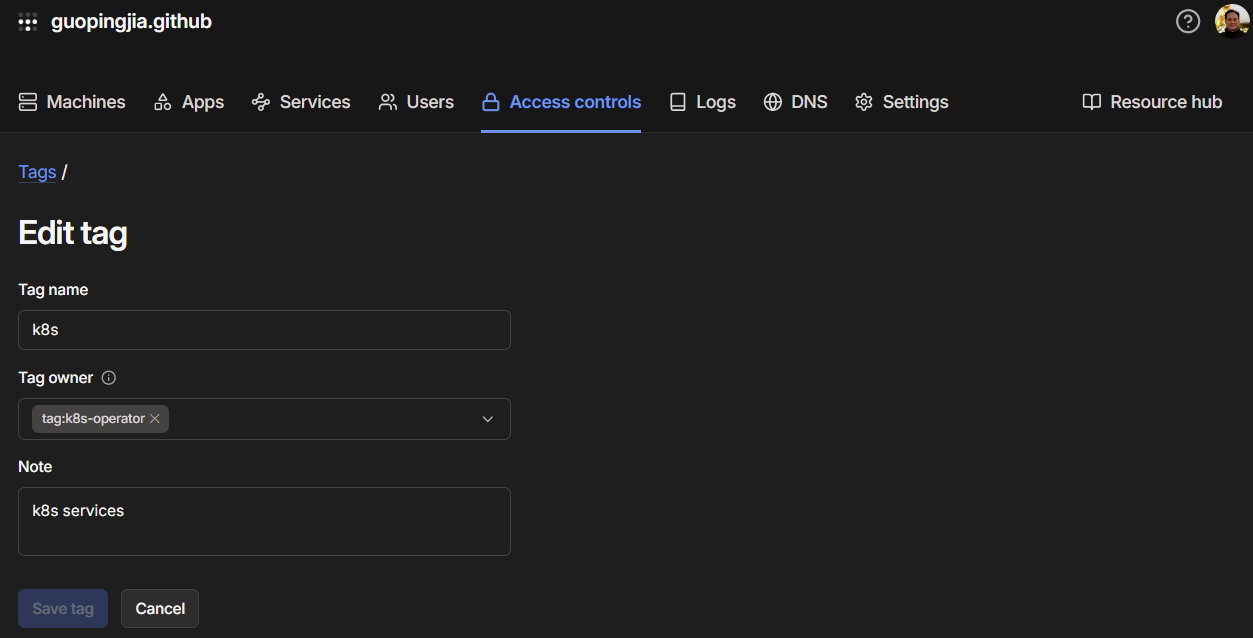 guopingjia.github
Machines Apps Services Users Access controls Logs DNS Settings Resource hub
Tags /
Edit tag
Tag name
k8s
Tag owner
tag:k8s-operator
Note
k8s services
Save tag Cancel